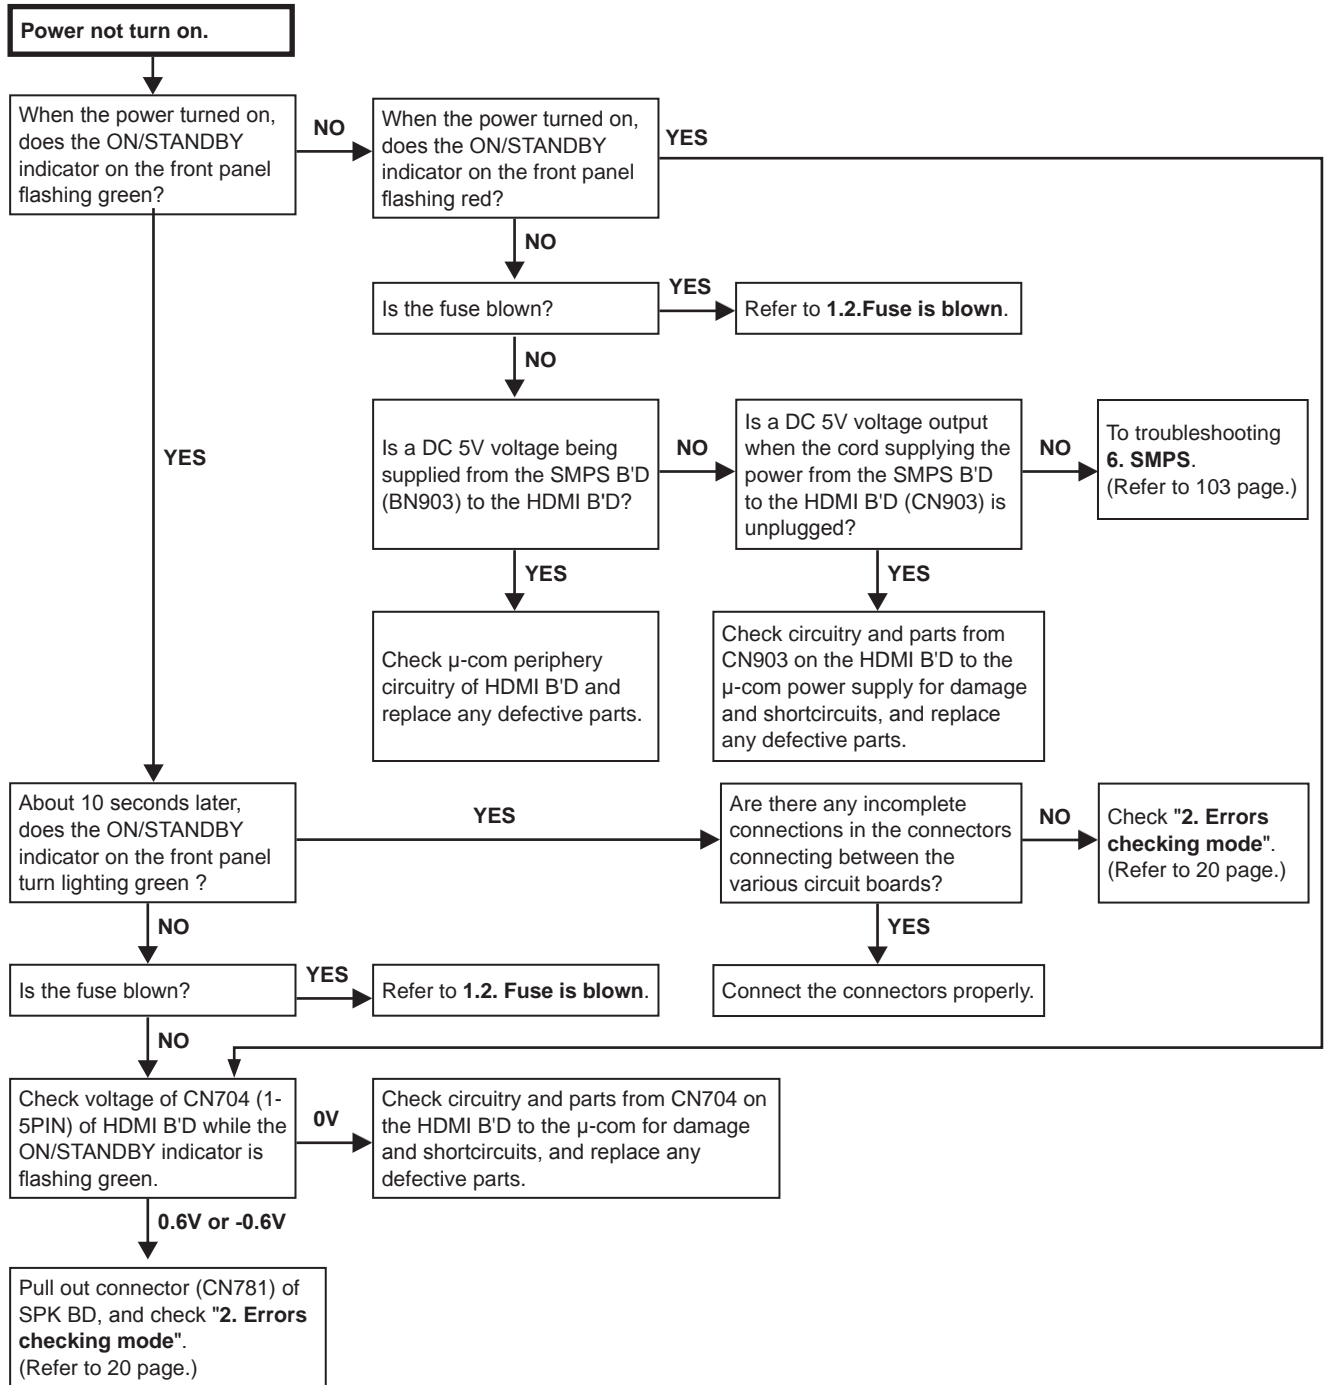 Power not turn on.
When the power turned on,
does the ON/STANDBY
indicator on the front panel
flashing green?
NO
When the power turned on,
does the ON/STANDBY
indicator on the front panel
flashing red?
YES
NO
Is the fuse blown?
YES
Refer to 1.2.Fuse is blown.
NO
YES
Is a DC 5V voltage being
supplied from the SMPS B'D
(BN903) to the HDMI B'D?
NO
Is a DC 5V voltage output
when the cord supplying the
power from the SMPS B'D
to the HDMI B'D (CN903) is
unplugged?
NO
To troubleshooting
6. SMPS.
(Refer to 103 page.)
YES
YES
Check µ-com periphery
circuitry of HDMI B'D and
replace any defective parts.
Check circuitry and parts from
CN903 on the HDMI B'D to the
µ-com power supply for damage
and shortcircuits, and replace
any defective parts.
About 10 seconds later,
does the ON/STANDBY
indicator on the front panel
turn lighting green ?
YES
Are there any incomplete
connections in the connectors
connecting between the
various circuit boards?
NO
Check "2. Errors
checking mode".
(Refer to 20 page.)
NO
YES
Is the fuse blown?
YES
Refer to 1.2. Fuse is blown.
Connect the connectors properly.
NO
Check voltage of CN704 (1-
5PIN) of HDMI B'D while the
ON/STANDBY indicator is
flashing green.
0V
Check circuitry and parts from CN704 on
the HDMI B'D to the µ-com for damage
and shortcircuits, and replace any
defective parts.
0.6V or -0.6V
Pull out connector (CN781) of
SPK BD, and check "2. Errors
checking mode".
(Refer to 20 page.)